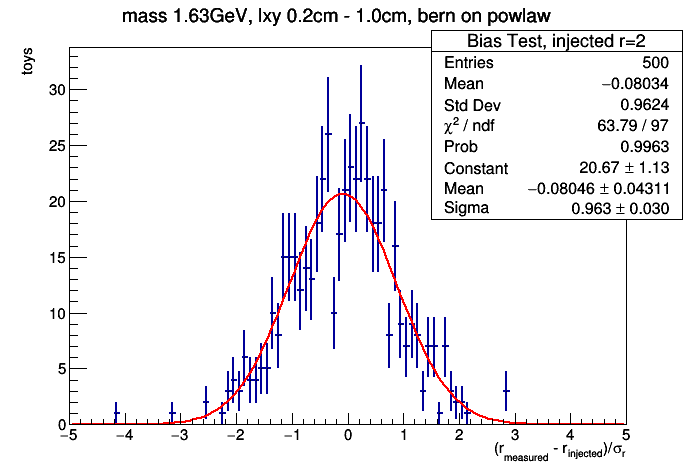 mass 1.63GeV, lxy 0.2cm - 1.0cm, bern on powlaw
Bias Test, injected r=2
Entries 500
Mean −0.08034
Std Dev 0.9624
χ² / ndf 63.79 / 97
Prob 0.9963
Constant 20.67 ± 1.13
Mean −0.08046 ± 0.04311
Sigma 0.963 ± 0.030
toys
30
25
20
15
10
5
0
−5 −4 −3 −2 −1 0 1 2 3 4 5
(r_measured - r_injected)/σ_r